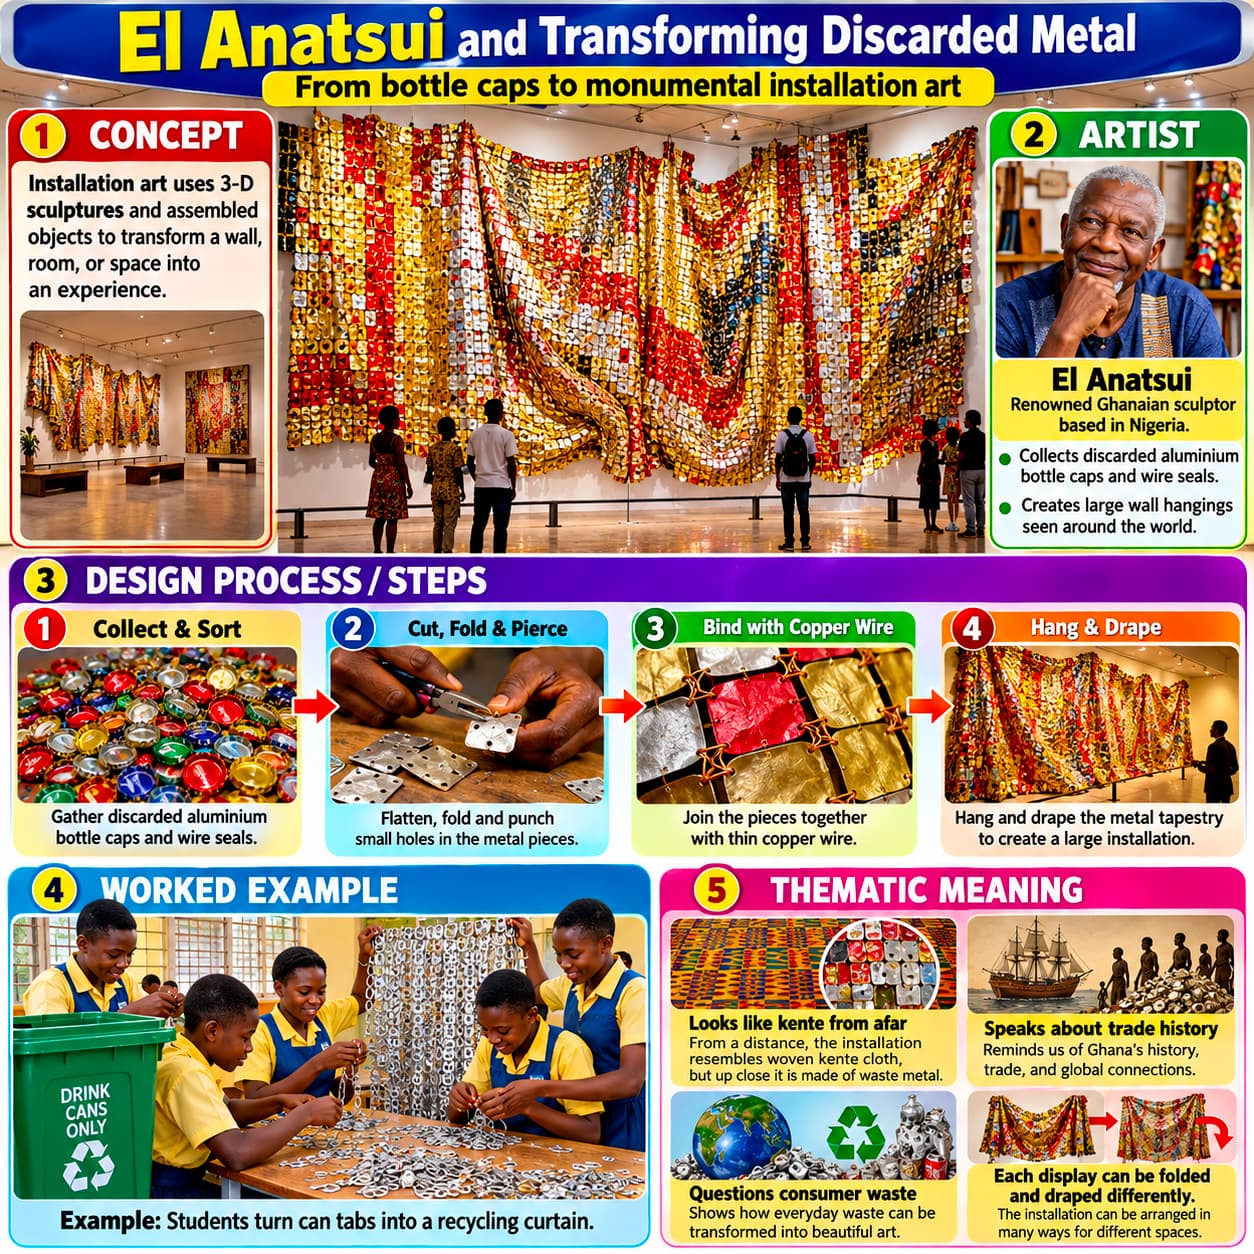 El Anatsui and Transforming Discarded Metal
From bottle caps to monumental installation art
1 CONCEPT
Installation art uses 3-D
sculptures and assembled
objects to transform a wall,
room, or space into
an experience.
2 ARTIST
El Anatsui
Renowned Ghanaian sculptor
based in Nigeria.
Collects discarded aluminium
bottle caps and wire seals.
Creates large wall hangings
seen around the world.
3 DESIGN PROCESS / STEPS
1 Collect & Sort
Gather discarded aluminium
bottle caps and wire seals.
2 Cut, Fold & Pierce
Flatten, fold and punch
small holes in the metal pieces.
3 Bind with Copper Wire
Join the pieces together
with thin copper wire.
4 Hang & Drape
Hang and drape the metal tapestry
to create a large installation.
4 WORKED EXAMPLE
DRINK
CANS
ONLY
Example: Students turn can tabs into a recycling curtain.
5 THEMATIC MEANING
Looks like kente from afar
From a distance, the installation
resembles woven kente cloth,
but up close it is made of waste metal.
Speaks about trade history
Reminds us of Ghana's history,
trade, and global connections.
Questions consumer waste
Shows how everyday waste can be
transformed into beautiful art.
Each display can be folded
and draped differently.
The installation can be arranged in
many ways for different spaces.